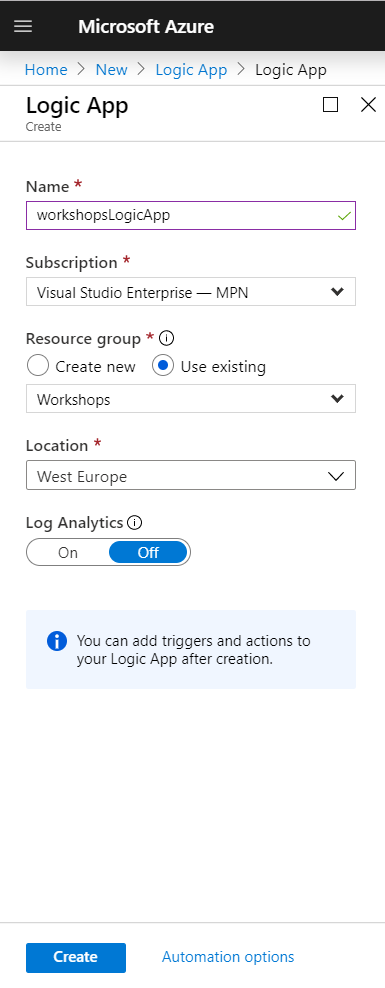 Microsoft Azure
Home > New > Logic App > Logic App
Logic App
Create
Name *
workshopsLogicApp
Subscription *
Visual Studio Enterprise — MPN
Resource group *
Create new Use existing
Workshops
Location *
West Europe
Log Analytics
On Off
You can add triggers and actions to
your Logic App after creation.
Create Automation options